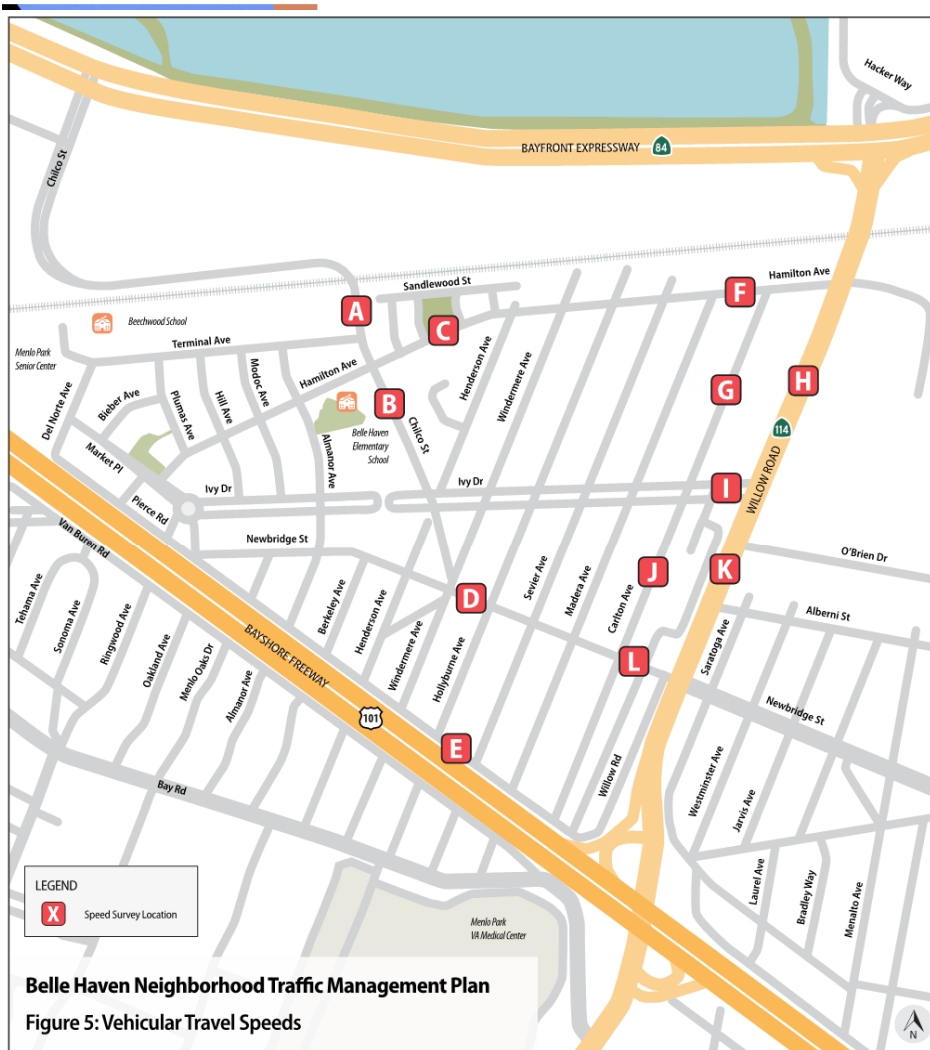 Hacker Way
BAYFRONT EXPRESSWAY
84
Chilco St
Hamilton Ave
Sandlewood St
F
A
Beechwood School
C
Terminal Ave
Menlo Park
Senior Center
Hamilton Ave
Henderson Ave
Windermere Ave
Modoc Ave
H
G
Bieber Ave
Plumas Ave
Hill Ave
Del Norte Ave
B
Chilco St
114
Belle Haven
Elementary
School
Almanor Ave
Market Pl
WILLOW ROAD
Ivy Dr
Ivy Dr
I
Pierce Rd
Van Buren Rd
Newbridge St
O'Brien Dr
K
J
Sevier Ave
Madera Ave
Carlton Ave
Tehama Ave
Sonoma Ave
Ringwood Ave
Berkeley Ave
Henderson Ave
D
Alberni St
Oakland Ave
Menlo Oaks Dr
Almanor Ave
BAYSHORE FREEWAY
Windermere Ave
Hollyburne Ave
Saratoga Ave
L
Newbridge St
101
E
Willow Rd
Westminster Ave
Jarvis Ave
Bay Rd
Laurel Ave
Bradley Way
Menalto Ave
LEGEND
X Speed Survey Location
Menlo Park
VA Medical Center
Belle Haven Neighborhood Traffic Management Plan
Figure 5: Vehicular Travel Speeds
N